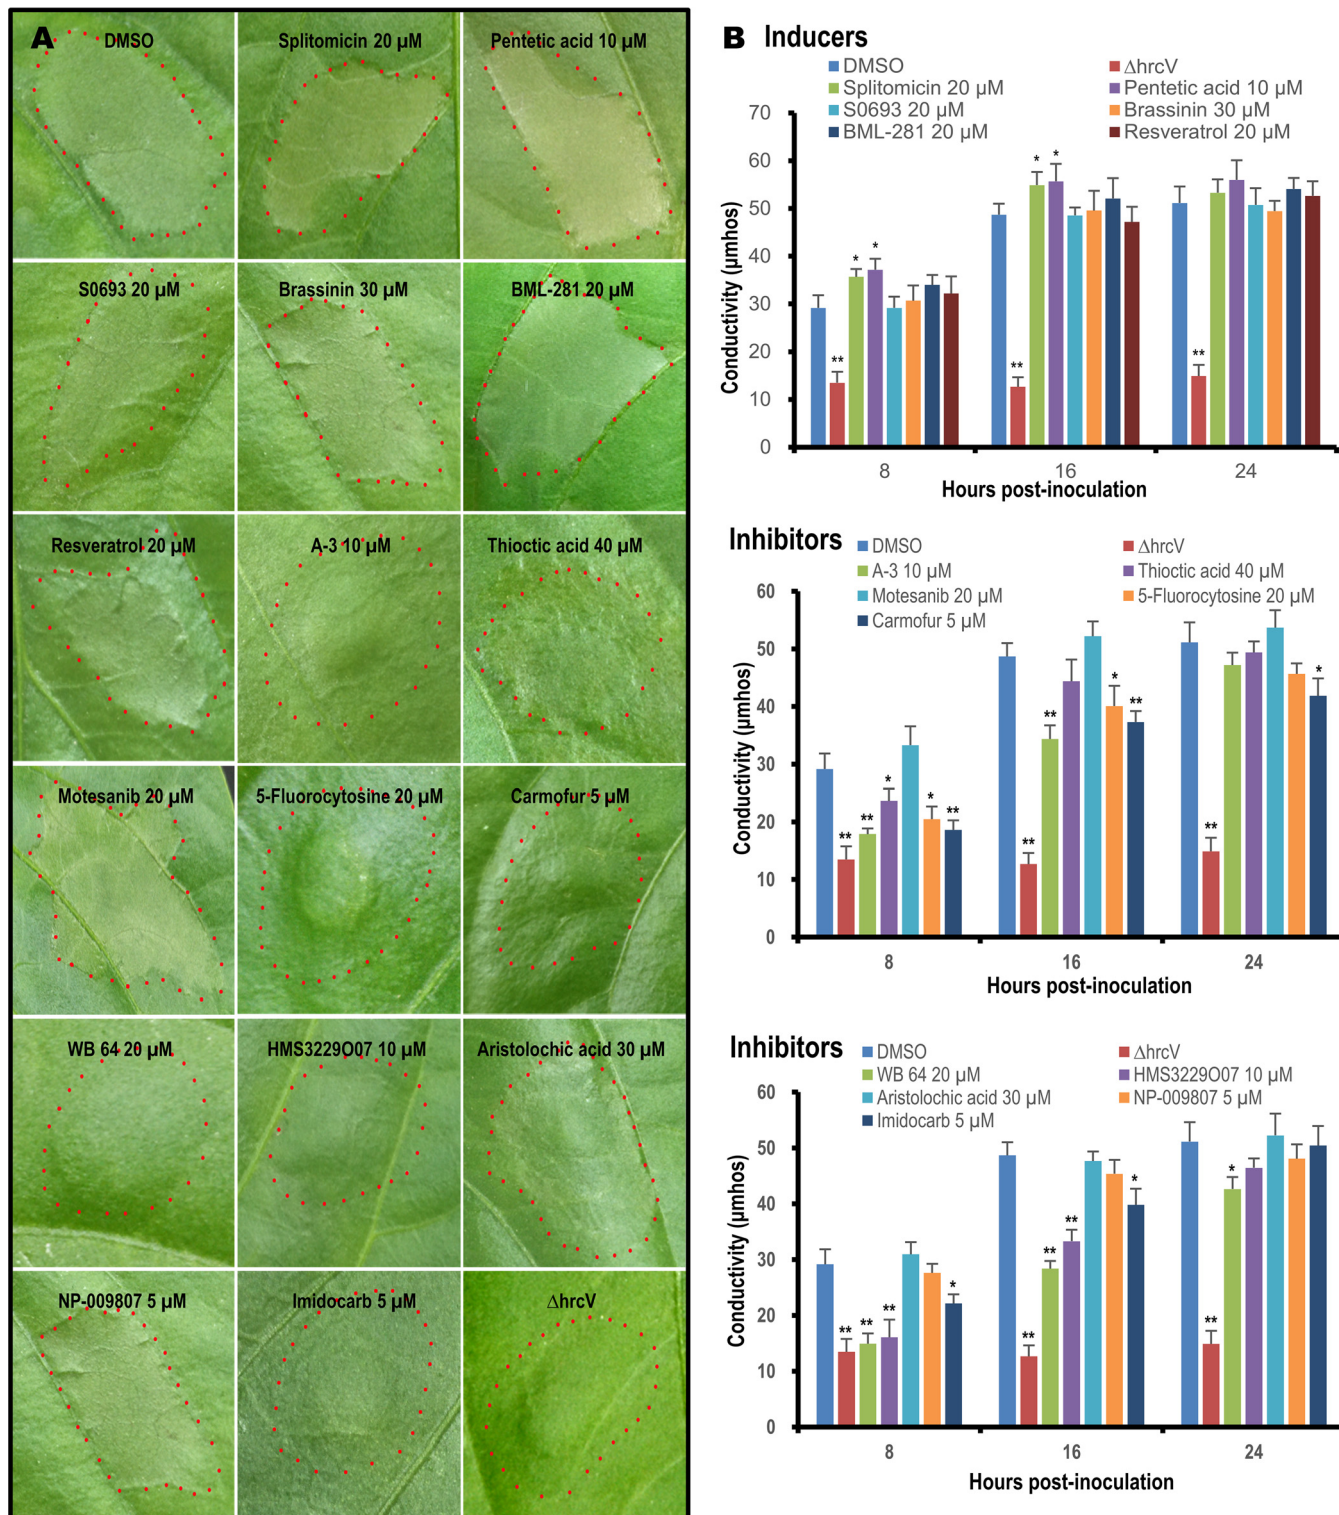 A
DMSO
Splitomicin 20 µM
Pentetic acid 10 µM
S0693 20 µM
Brassinin 30 µM
BML-281 20 µM
Resveratrol 20 µM
A-3 10 µM
Thioctic acid 40 µM
Motesanib 20 µM
5-Fluorocytosine 20 µM
Carmofur 5 µM
WB 64 20 µM
HMS3229O07 10 µM
Aristolochic acid 30 µM
NP-009807 5 µM
Imidocarb 5 µM
ΔhrcV
B Inducers
DMSO
ΔhrcV
Splitomicin 20 µM
Pentetic acid 10 µM
S0693 20 µM
Brassinin 30 µM
BML-281 20 µM
Resveratrol 20 µM
Conductivity (µmhos)
70
60
50
40
30
20
10
0
*
*
**
*
*
**
**
8
16
24
Hours post-inoculation
Inhibitors
DMSO
ΔhrcV
A-3 10 µM
Thioctic acid 40 µM
Motesanib 20 µM
5-Fluorocytosine 20 µM
Carmofur 5 µM
Conductivity (µmhos)
60
50
40
30
20
10
0
**
**
*
*
**
**
**
*
**
**
*
8
16
24
Hours post-inoculation
Inhibitors
DMSO
ΔhrcV
WB 64 20 µM
HMS3229O07 10 µM
Aristolochic acid 30 µM
NP-009807 5 µM
Imidocarb 5 µM
Conductivity (µmhos)
60
50
40
30
20
10
0
**
**
**
*
**
**
**
*
**
*
8
16
24
Hours post-inoculation